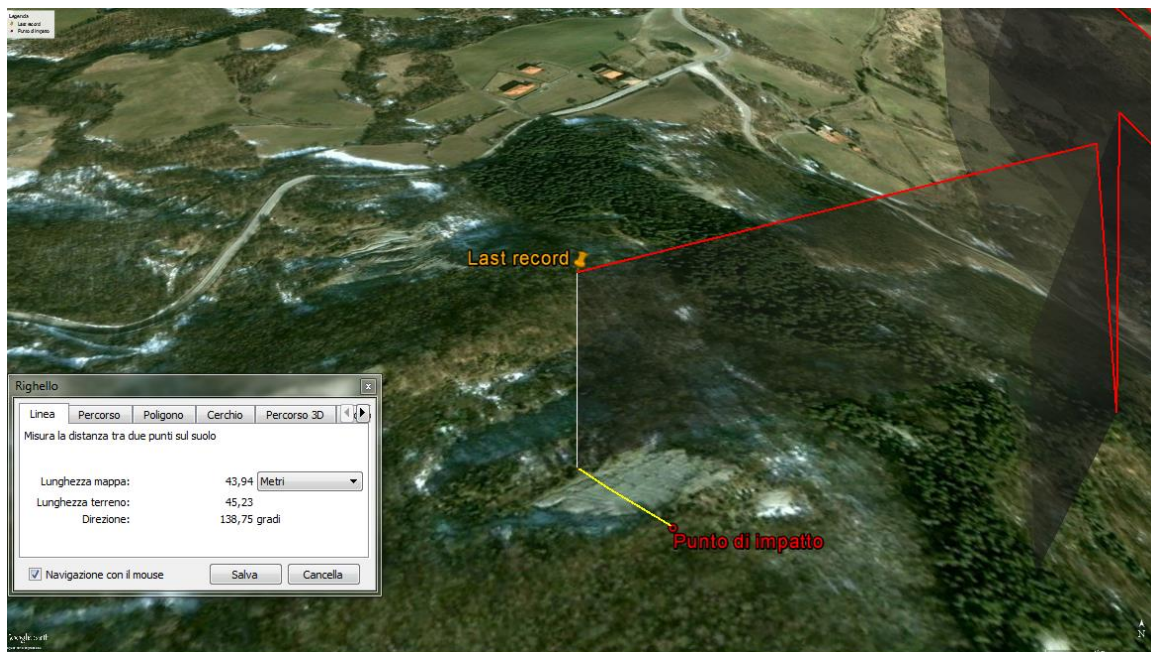 Legenda
Last record
Punto di impatto
Last record
Righello
Linea Percorso Poligono Cerchio Percorso 3D
Misura la distanza tra due punti sul suolo
Lunghezza mappa: 43,94 Metri
Lunghezza terreno: 45,23
Direzione: 138,75 gradi
Punto di impatto
Navigazione con il mouse Salva Cancella
Google earth
N